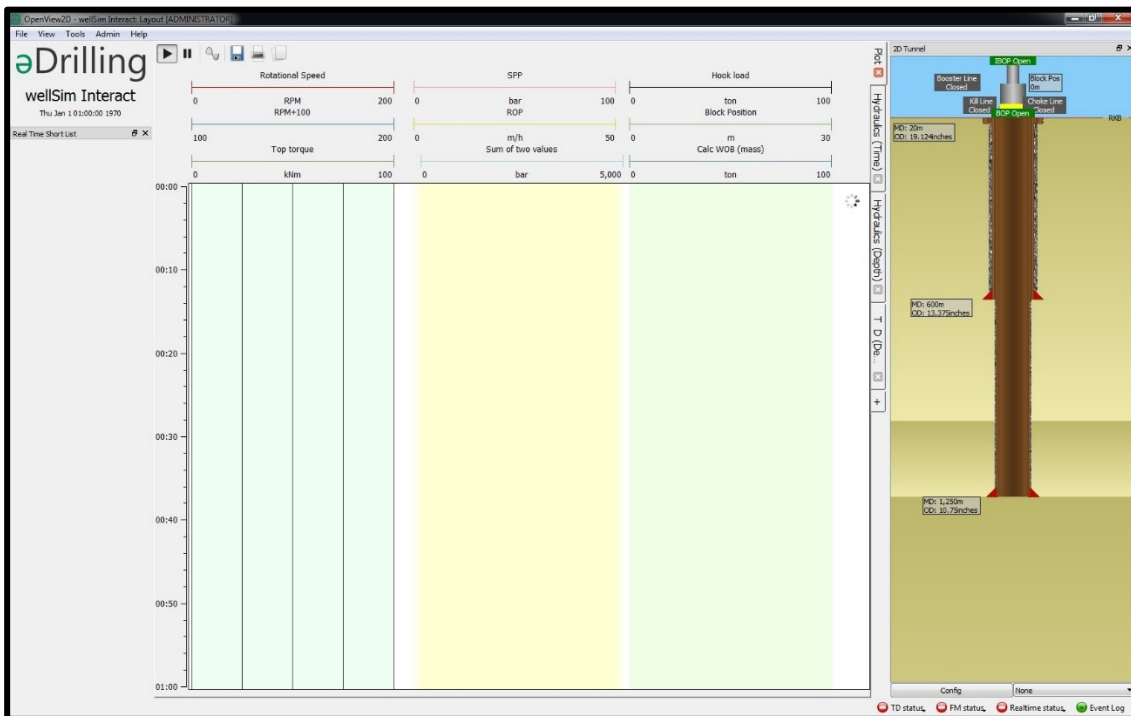 OpenView2D - wellSim Interact: Layout [ADMINISTRATOR]
File View Tools Admin Help
əDrilling
wellSim Interact
Thu Jan 1 01:00:00 1970
Real Time Short List
Rotational Speed
0 RPM 200
RPM+100
100 200
Top torque
0 kNm 100
SPP
0 bar 100
ROP
0 m/h 50
Sum of two values
0 bar 5,000
Hook load
0 ton 100
Block Position
0 m 30
Calc WOB (mass)
0 ton 100
00:00
00:10
00:20
00:30
00:40
00:50
01:00
Plot
Hydraulics (Time)
Hydraulics (Depth)
T D (De...
+
2D Tunnel
IBOP Open
Booster Line
Closed
Block Pos
0m
Kill Line
Closed
Choke Line
Closed
BOP Open
RKB
MD: 20m
OD: 19.124inches
MD: 600m
OD: 13.375inches
MD: 1,250m
OD: 10.75inches
Config
None
TD status
FM status
Realtime status
Event Log